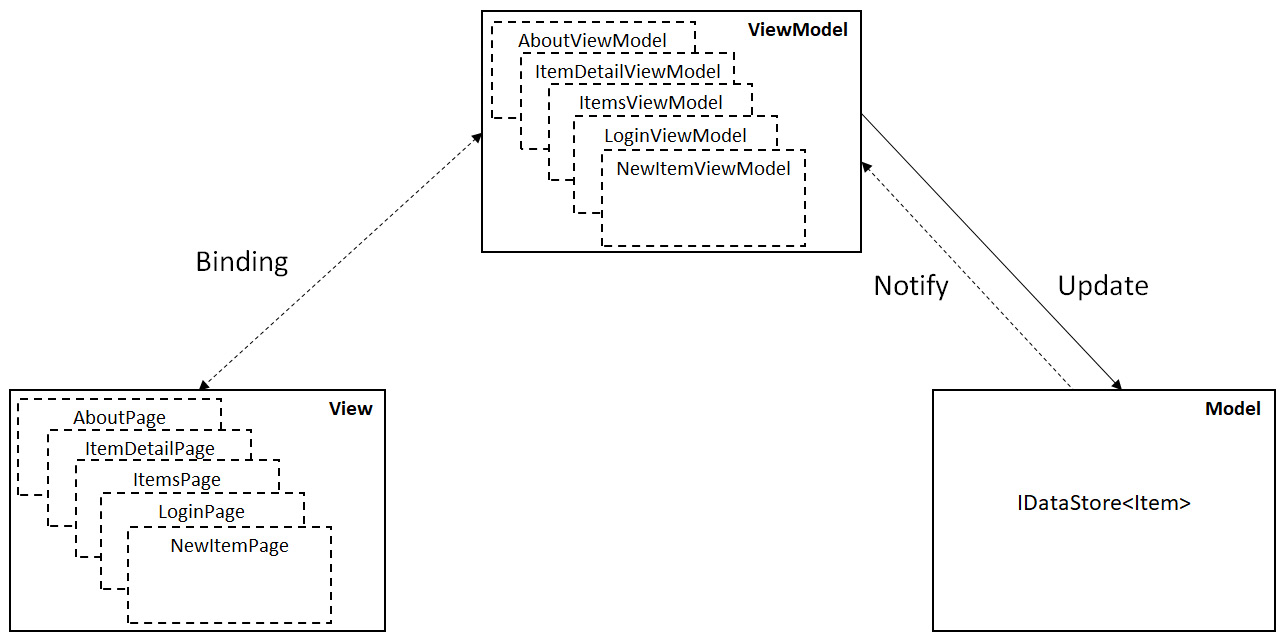 ViewModel
AboutViewModel
ItemDetailViewModel
ItemsViewModel
LoginViewModel
NewItemViewModel
Binding
Notify
Update
View
AboutPage
ItemDetailPage
ItemsPage
LoginPage
NewItemPage
Model
IDataStore<Item>